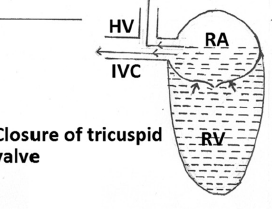 HV
RA
IVC
Closure of tricuspid
valve
RV